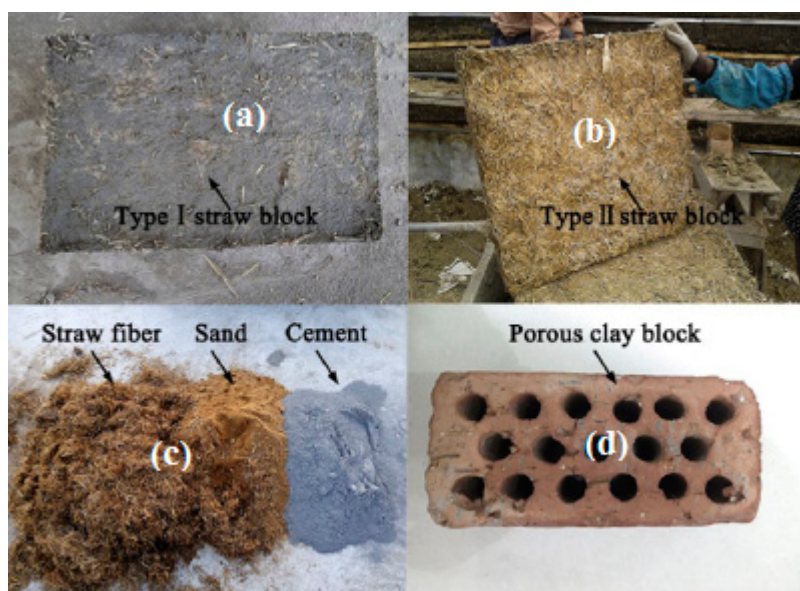 (a)
Type Ⅰ straw block
(b)
Type Ⅱ straw block
Straw fiber Sand Cement
(c)
Porous clay block
(d)